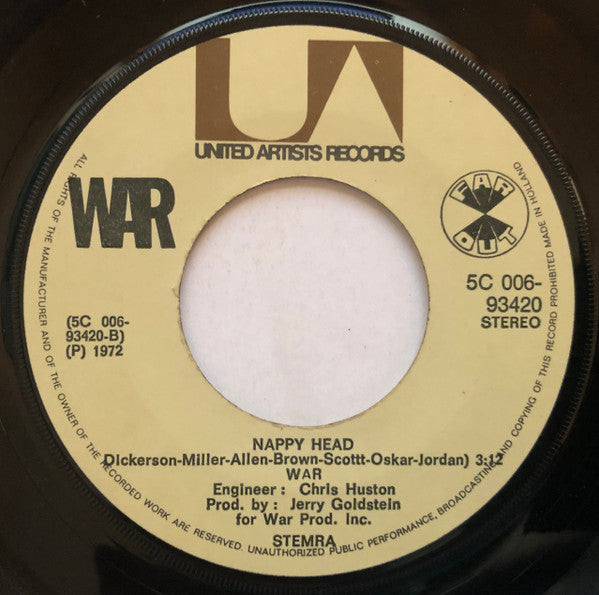 UA
UNITED ARTISTS RECORDS
WAR
FAR
OUT
5C 006-
93420
STEREO
(5C 006-
93420-B)
(P) 1972
NAPPY HEAD
Dickerson-Miller-Allen-Brown-Scottt-Oskar-Jordan) 3:12
WAR
Engineer: Chris Huston
Prod. by: Jerry Goldstein
for War Prod. Inc.
STEMRA
ALL RIGHTS OF THE MANUFACTURER AND OF THE OWNER OF THE RECORDED WORK ARE RESERVED. UNAUTHORIZED PUBLIC PERFORMANCE, BROADCASTING AND COPYING OF THIS RECORD PROHIBITED MADE IN HOLLAND